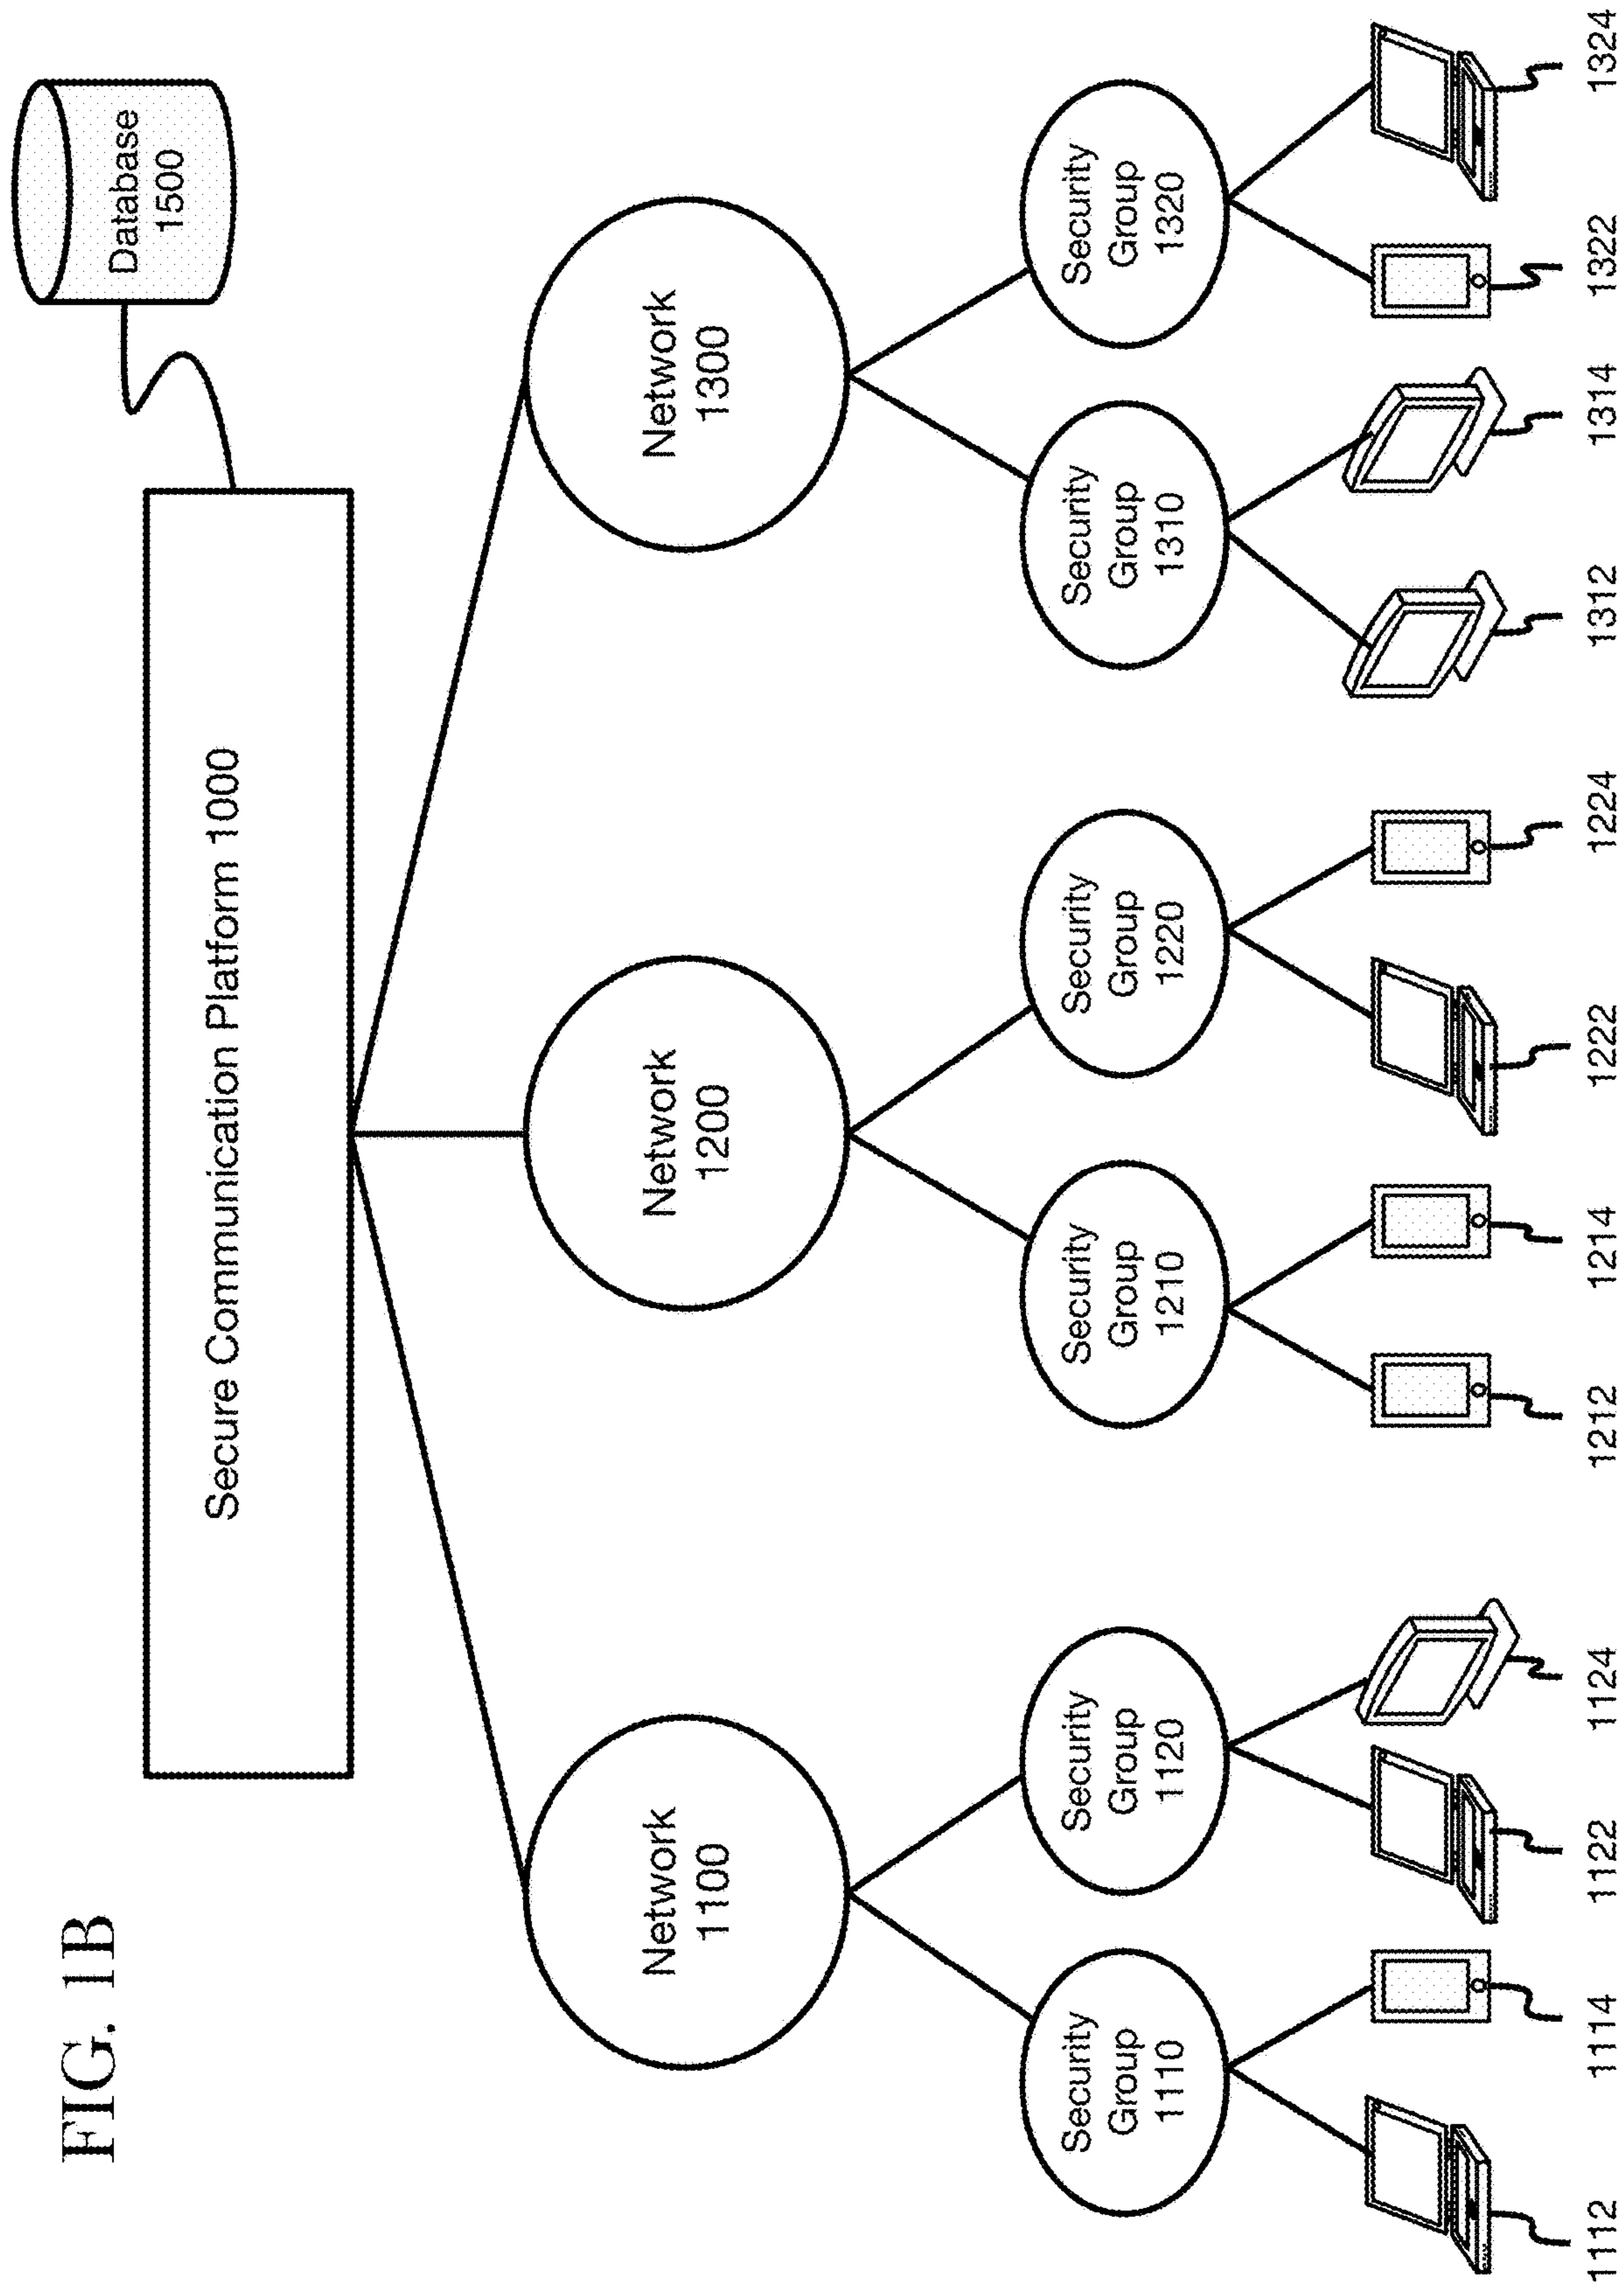 FIG. 1B
Database
1500
Secure Communication Platform 1000
Network
1100
Network
1200
Network
1300
Security
Group
1110
Security
Group
1120
Security
Group
1210
Security
Group
1220
Security
Group
1310
Security
Group
1320
1112
1114
1122
1124
1212
1214
1222
1224
1312
1314
1322
1324